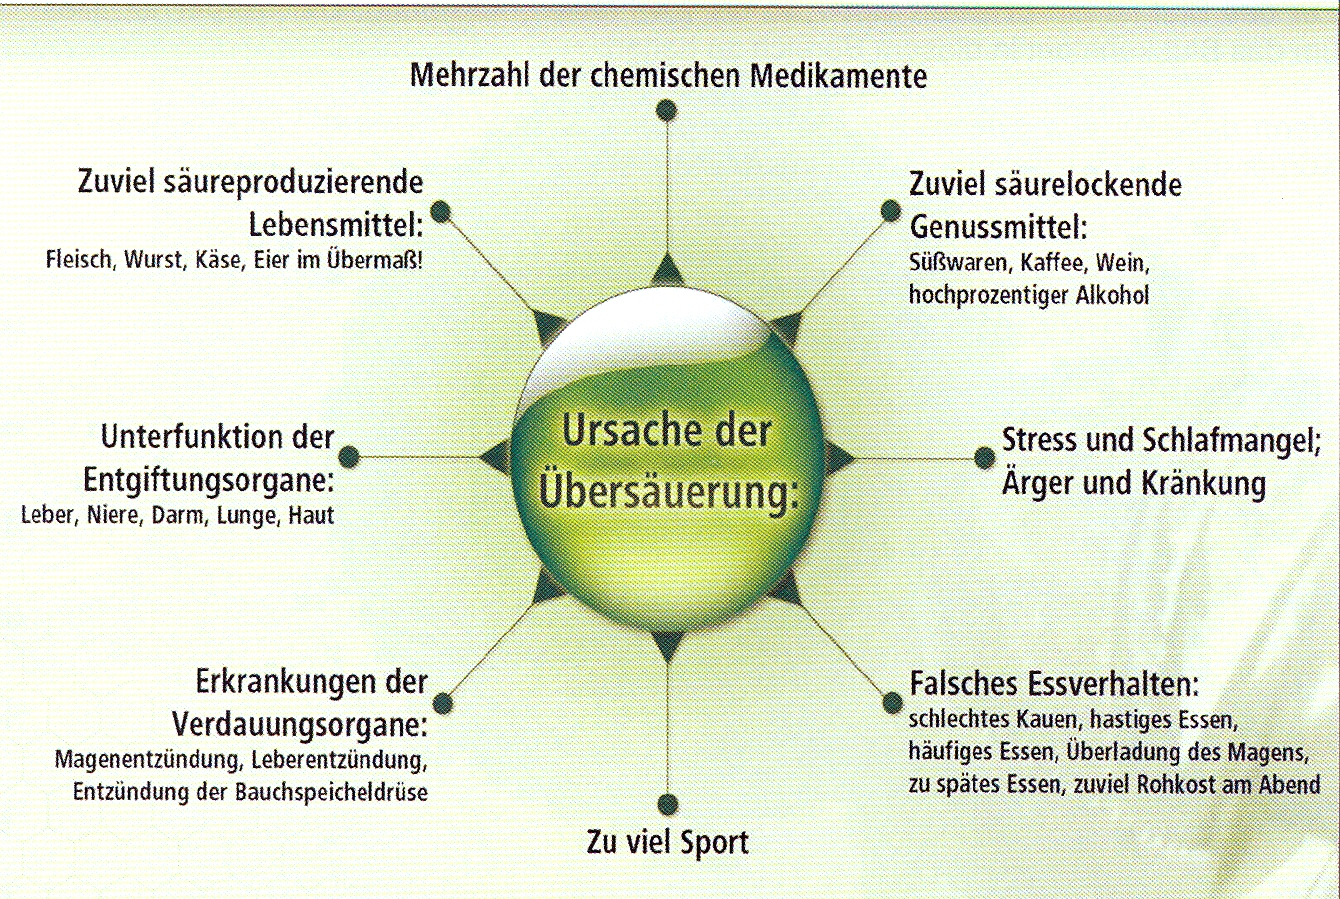 Mehrzahl der chemischen Medikamente
Zuviel säureproduzierende
Lebensmittel:
Fleisch, Wurst, Käse, Eier im Übermaß!
Zuviel säurelockende
Genussmittel:
Süßwaren, Kaffee, Wein,
hochprozentiger Alkohol
Ursache der
Übersäuerung:
Unterfunktion der
Entgiftungsorgane:
Leber, Niere, Darm, Lunge, Haut
Stress und Schlafmangel;
Ärger und Kränkung
Erkrankungen der
Verdauungsorgane:
Magenentzündung, Leberentzündung,
Entzündung der Bauchspeicheldrüse
Falsches Essverhalten:
schlechtes Kauen, hastiges Essen,
häufiges Essen, Überladung des Magens,
zu spätes Essen, zuviel Rohkost am Abend
Zu viel Sport